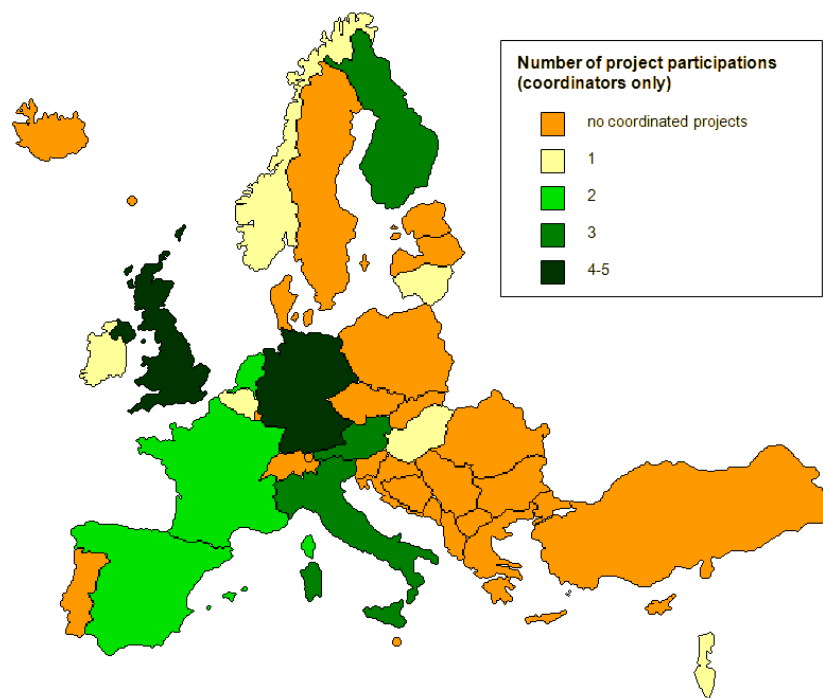 Number of project participations
(coordinators only)
no coordinated projects
1
2
3
4-5